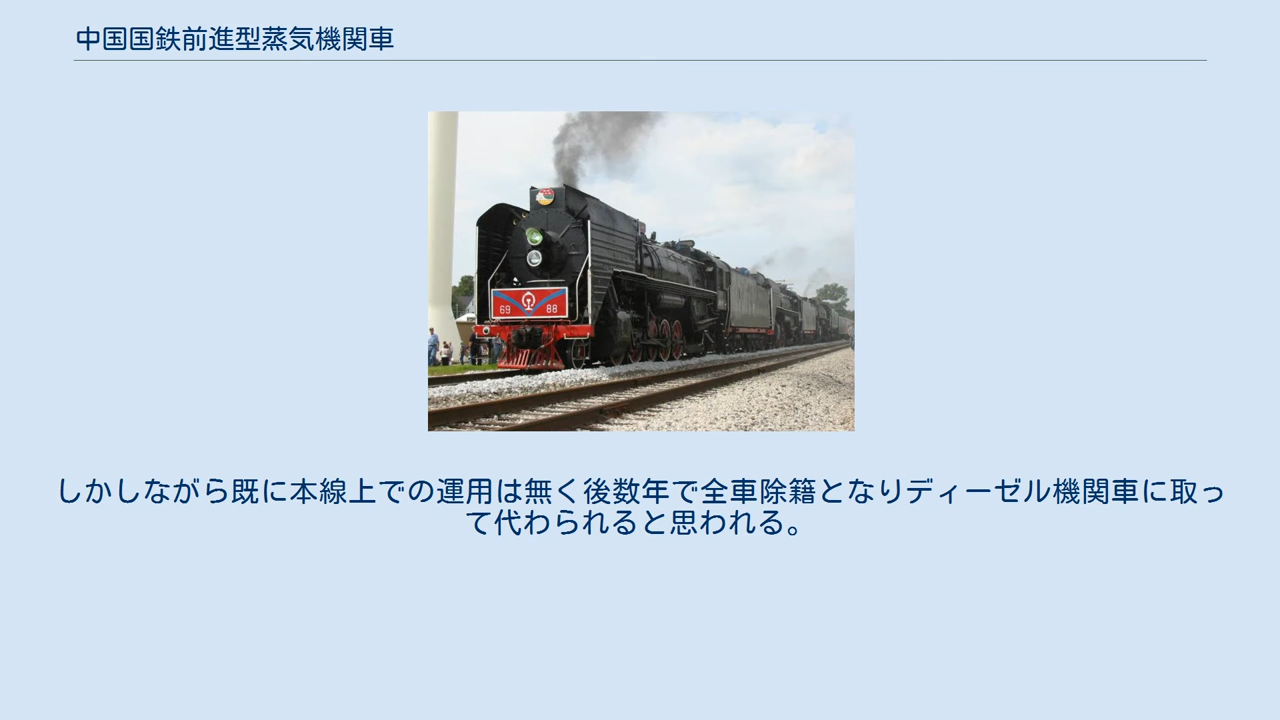 中国国鉄前進型蒸気機関車
69 88
しかしながら既に本線上での運用は無く後数年で全車除籍となりディーゼル機関車に取っ
て代わられると思われる。